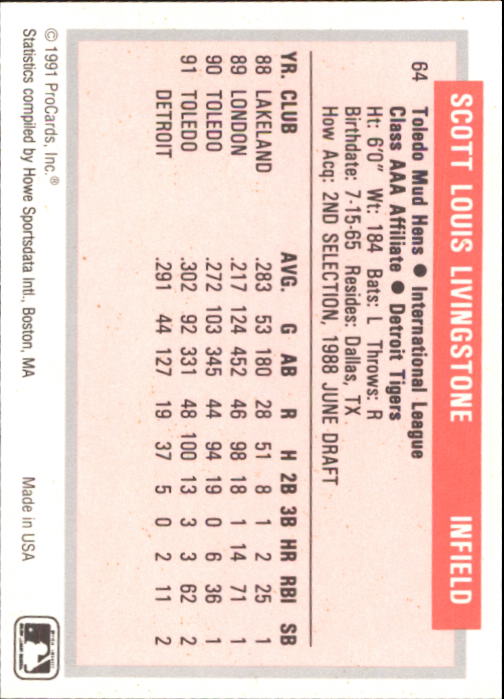 SCOTT LOUIS LIVINGSTONE INFIELD
64 Toledo Mud Hens ● International League
Class AAA Affiliate ● Detroit Tigers
Ht: 6'0" Wt: 184 Bats: L Throws: R
Birthdate: 7-15-65 Resides: Dallas, TX
How Acq: 2ND SELECTION, 1988 JUNE DRAFT
YR. CLUB AVG. G AB R H 2B 3B HR RBI SB
88 LAKELAND .283 53 180 28 51 8 1 2 25 1
89 LONDON .217 124 452 46 98 18 1 14 71 1
90 TOLEDO .272 103 345 44 94 19 0 6 36 1
91 TOLEDO .302 92 331 48 100 13 3 3 62 2
DETROIT .291 44 127 19 37 5 0 2 11 2
© 1991 ProCards, Inc.®
Statistics compiled by Howe Sportsdata Intl., Boston, MA Made in USA